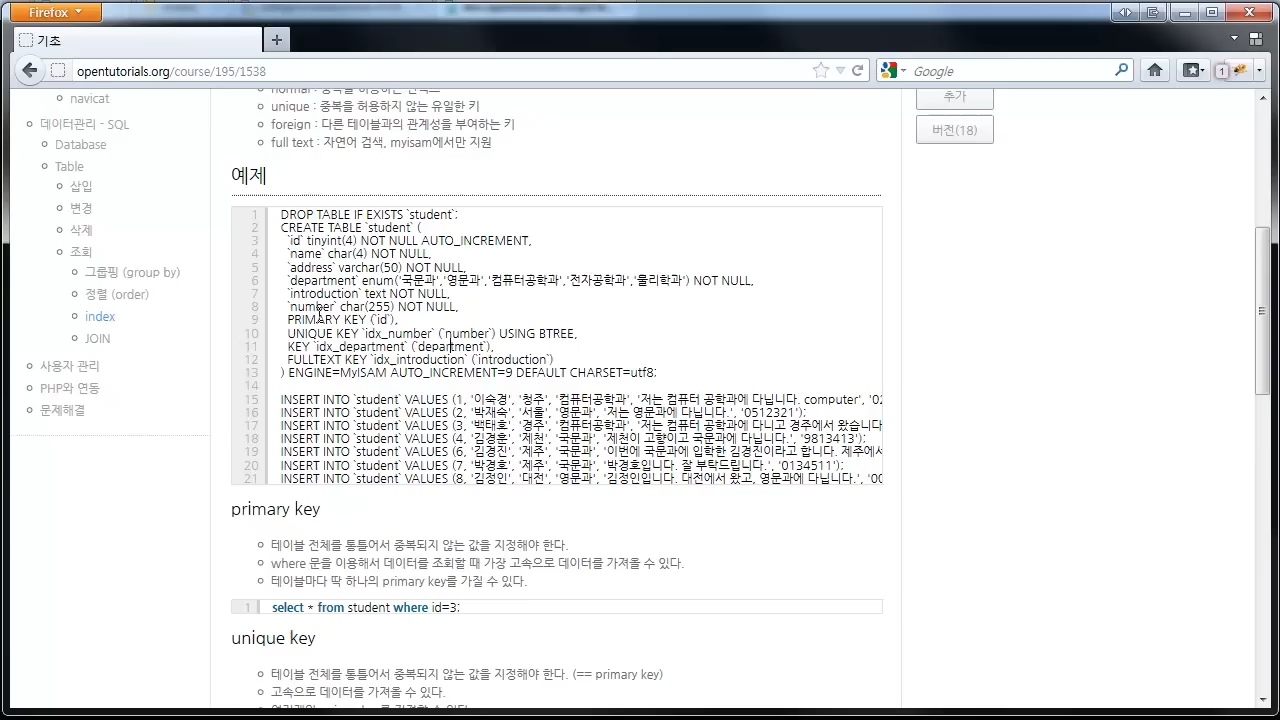 Firefox
기초
opentutorials.org/course/195/1538
Google
1
navicat
데이터관리 - SQL
Database
Table
삽입
변경
삭제
조회
그룹핑 (group by)
정렬 (order)
index
JOIN
사용자 관리
PHP와 연동
문제해결
unique : 중복을 허용하지 않는 유일한 키
foreign : 다른 테이블과의 관계성을 부여하는 키
full text : 자연어 검색, myisam에서만 지원
예제
1 DROP TABLE IF EXISTS `student`;
2 CREATE TABLE `student` (
3 `id` tinyint(4) NOT NULL AUTO_INCREMENT,
4 `name` char(4) NOT NULL,
5 `address` varchar(50) NOT NULL,
6 `department` enum('국문과','영문과','컴퓨터공학과','전자공학과','물리학과') NOT NULL,
7 `introduction` text NOT NULL,
8 `number` char(255) NOT NULL,
9 PRIMARY KEY (`id`),
10 UNIQUE KEY `idx_number` (`number`) USING BTREE,
11 KEY `idx_department` (`department`),
12 FULLTEXT KEY `idx_introduction` (`introduction`)
13 ) ENGINE=MyISAM AUTO_INCREMENT=9 DEFAULT CHARSET=utf8;
14
15 INSERT INTO `student` VALUES (1, '이숙경', '청주', '컴퓨터공학과', '저는 컴퓨터 공학과에 다닙니다. computer', '02
16 INSERT INTO `student` VALUES (2, '박재숙', '서울', '영문과', '저는 영문과에 다닙니다.', '0512321');
17 INSERT INTO `student` VALUES (3, '백태호', '경주', '컴퓨터공학과', '저는 컴퓨터 공학과에 다니고 경주에서 왔습니다
18 INSERT INTO `student` VALUES (4, '김경훈', '제천', '국문과', '제천이 고향이고 국문과에 다닙니다.', '9813413');
19 INSERT INTO `student` VALUES (6, '김경진', '제주', '국문과', '이번에 국문과에 입학한 김경진이라고 합니다. 제주에서
20 INSERT INTO `student` VALUES (7, '박경호', '제주', '국문과', '박경호입니다. 잘 부탁드립니다.', '0134511');
21 INSERT INTO `student` VALUES (8, '김정인', '대전', '영문과', '김정인입니다. 대전에서 왔고, 영문과에 다닙니다.', '00
primary key
테이블 전체를 통틀어서 중복되지 않는 값을 지정해야 한다.
where 문을 이용해서 데이터를 조회할 때 가장 고속으로 데이터를 가져올 수 있다.
테이블마다 딱 하나의 primary key를 가질 수 있다.
1 select * from student where id=3;
unique key
테이블 전체를 통틀어서 중복되지 않는 값을 지정해야 한다. (== primary key)
고속으로 데이터를 가져올 수 있다.
추가
버전(18)